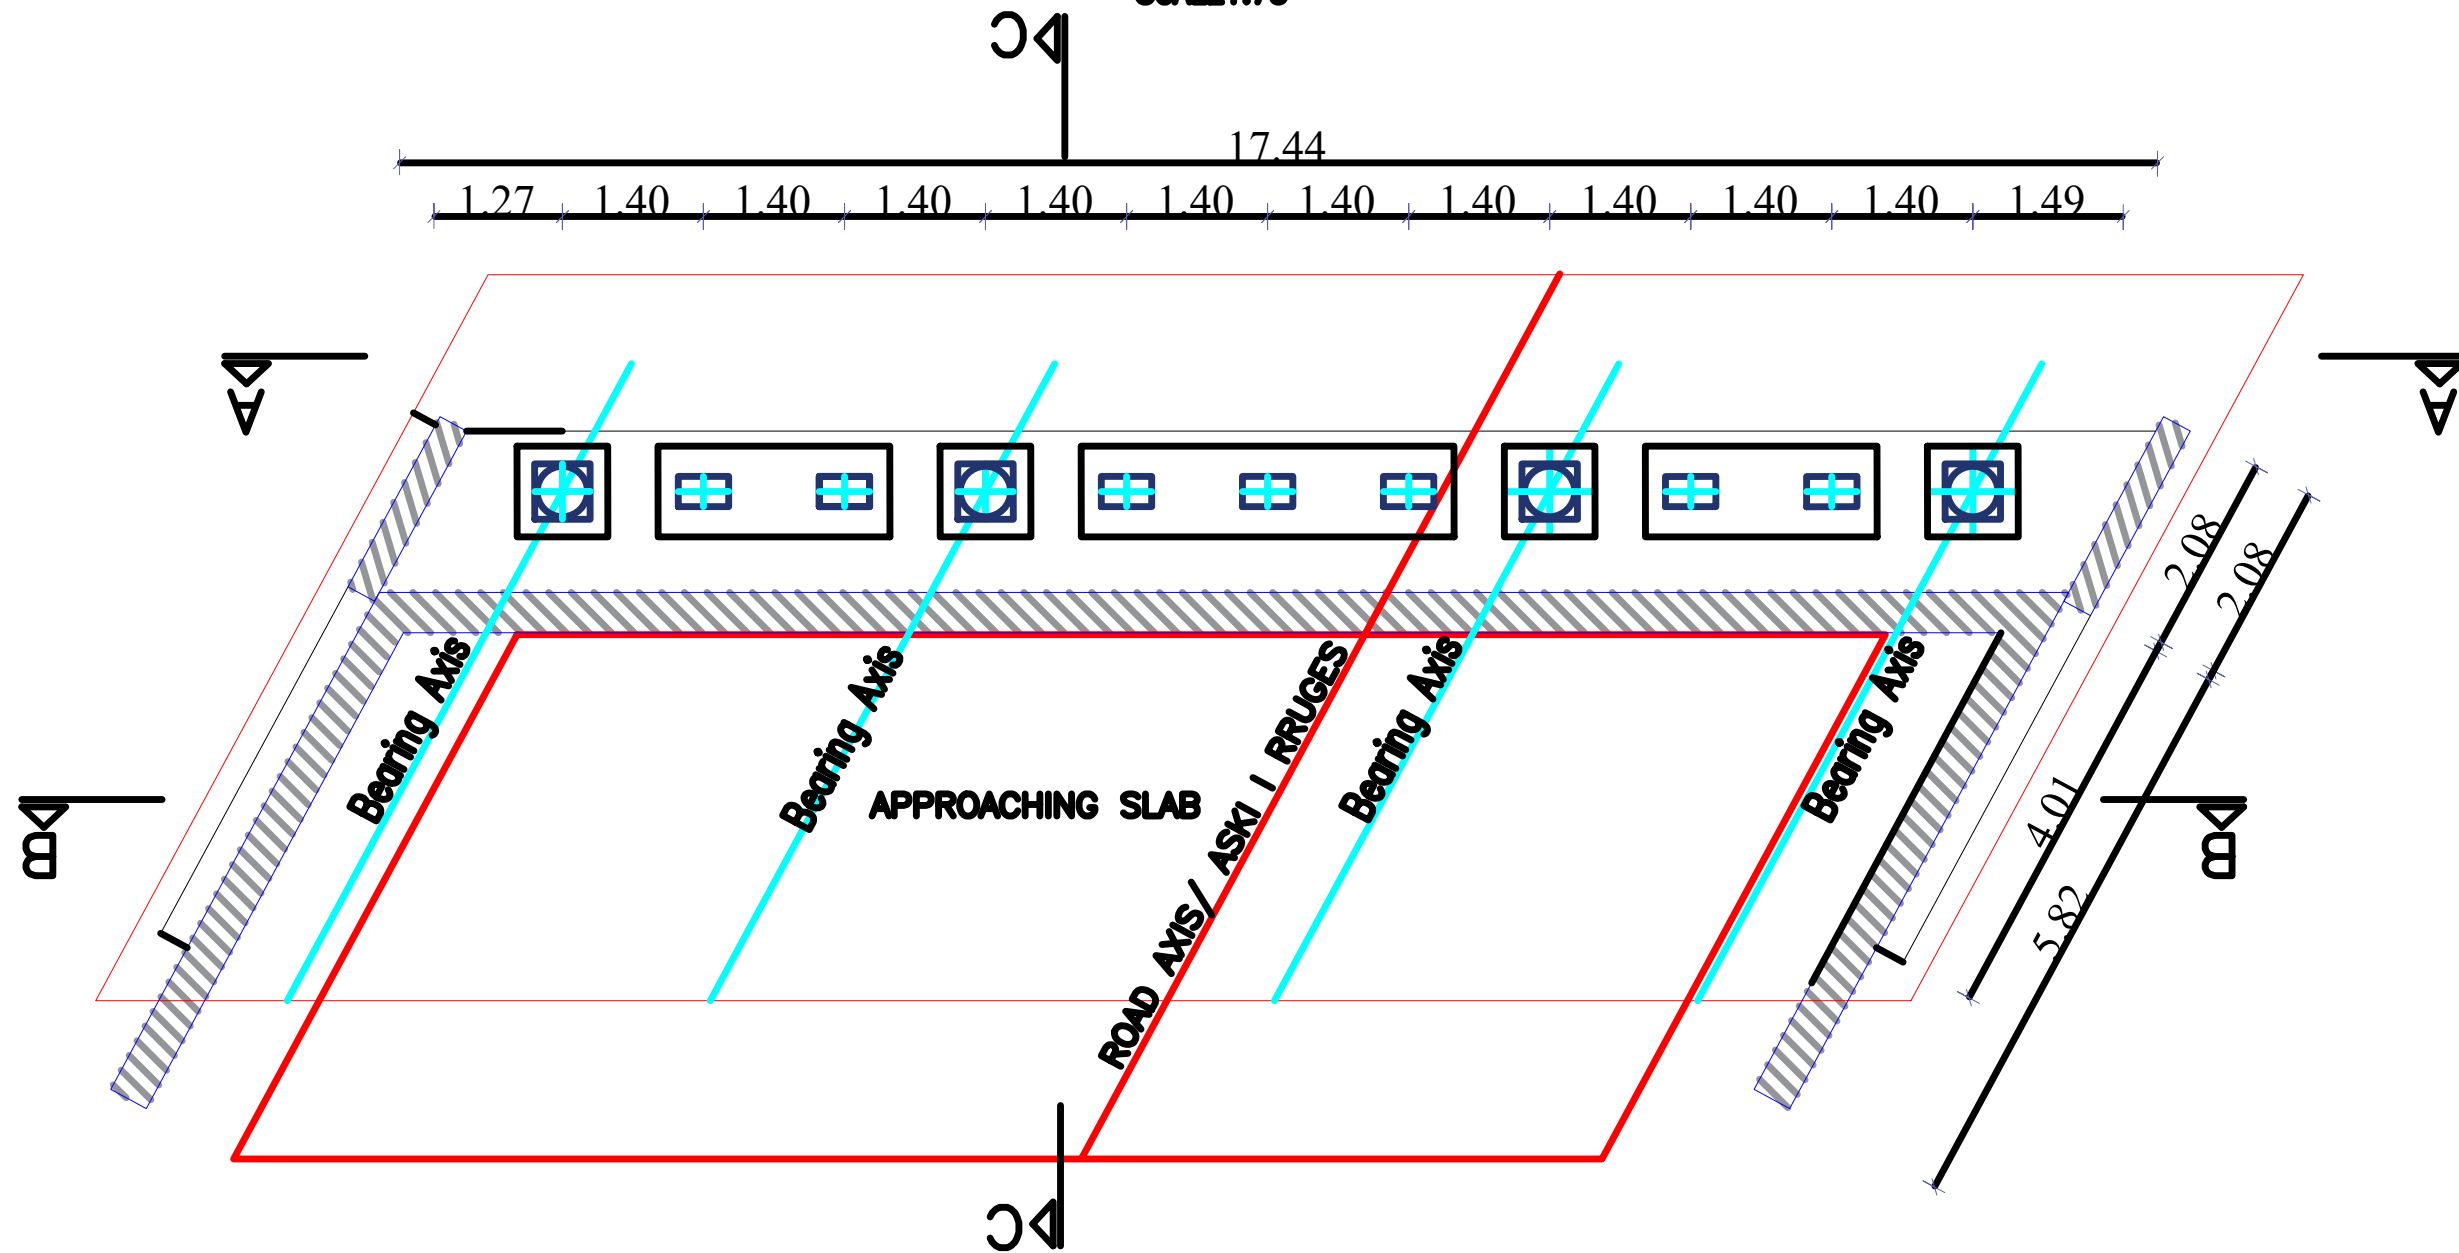 C
17.44
1.27 1.40 1.40 1.40 1.40 1.40 1.40 1.40 1.40 1.40 1.40 1.49
A A
2.08
2.08
Bearing Axis
Bearing Axis
ROAD AXIS/ ASKI I RRUGES
Bearing Axis
Bearing Axis
APPROACHING SLAB
4.01
5.82
B B
C